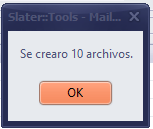 Slater::Tools - Mail...
Se crearo 10 archivos.
OK